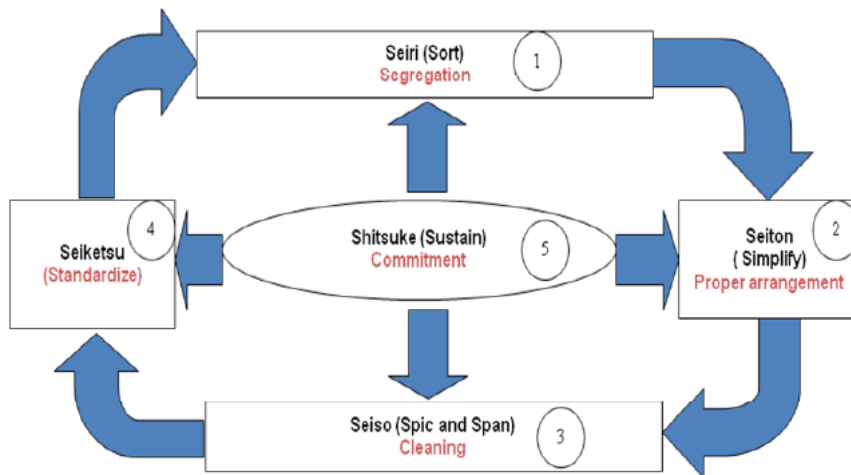 Seiri (Sort)
Segregation
1
Seiton
( Simplify)
Proper arrangement
2
Seiso (Spic and Span)
Cleaning
3
Seiketsu
(Standardize)
4
Shitsuke (Sustain)
Commitment
5